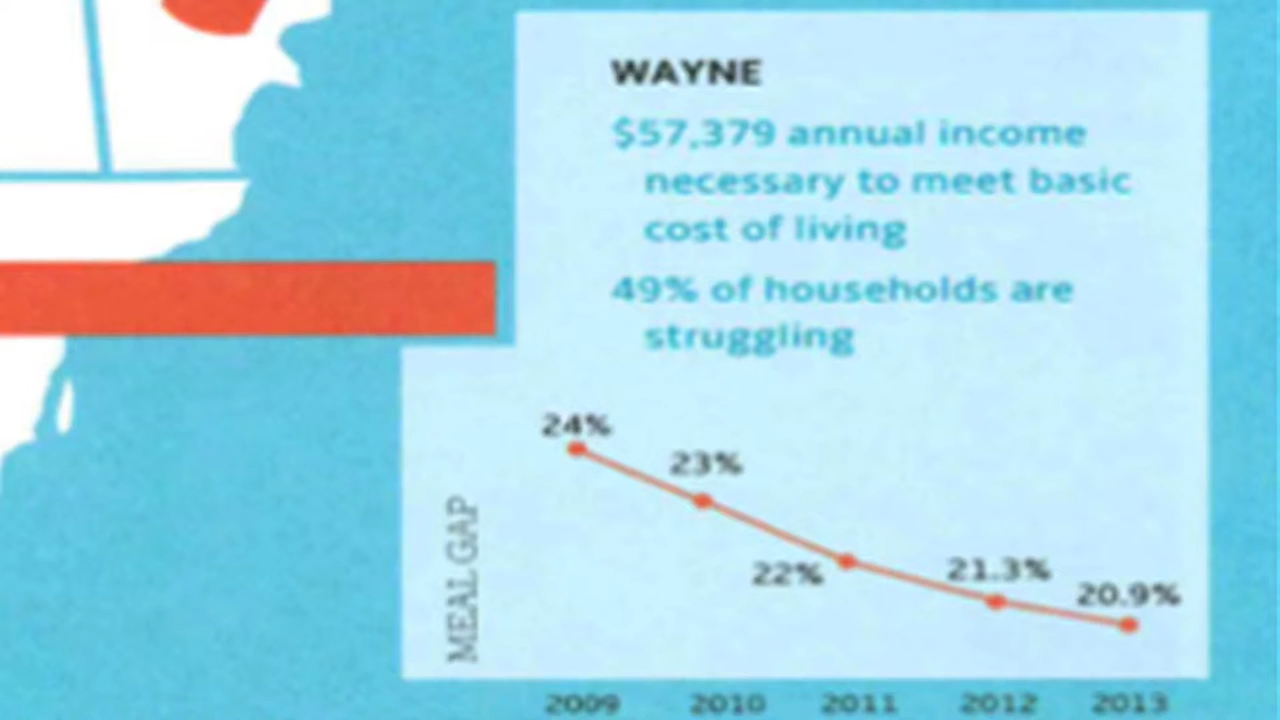 WAYNE
$57,379 annual income
necessary to meet basic
cost of living
49% of households are
struggling
24%
23%
22%
21.3%
20.9%
MEAL GAP
2009 2010 2011 2012 2013